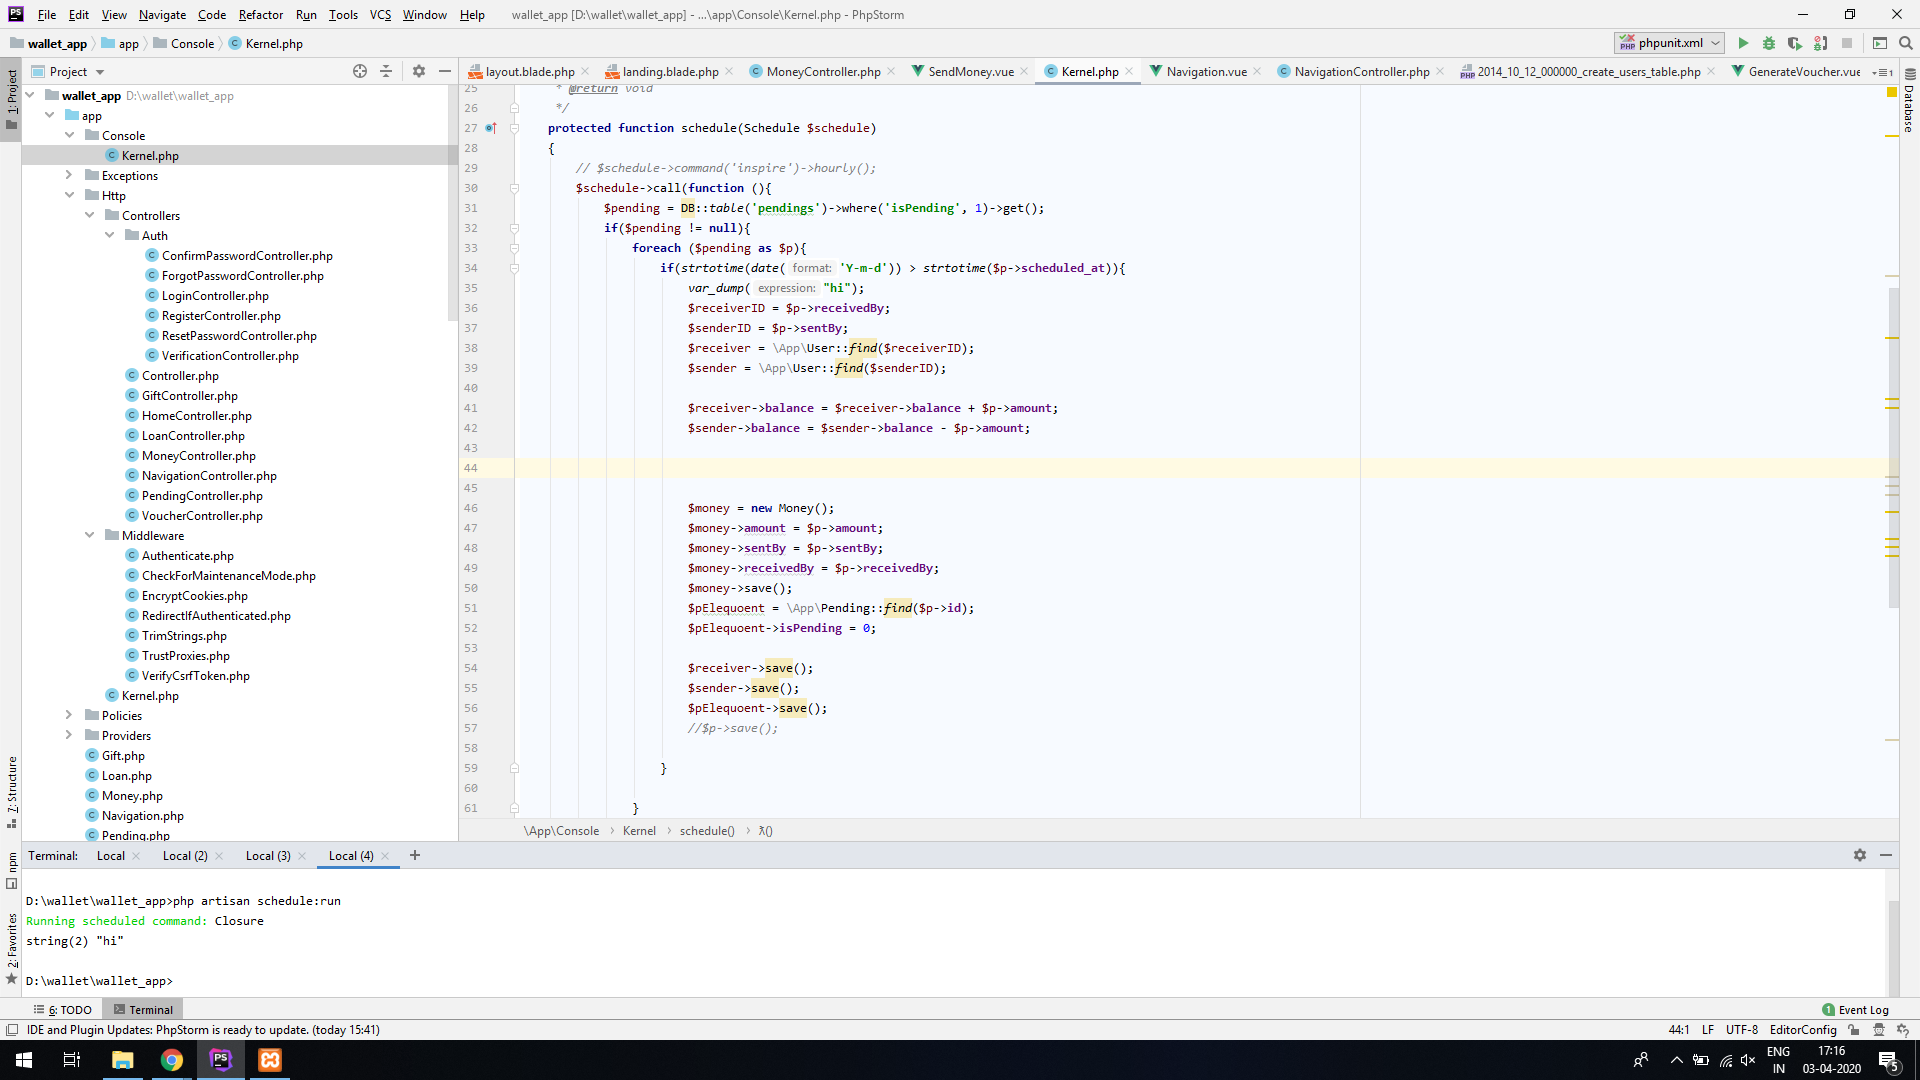 File Edit View Navigate Code Refactor Run Tools VCS Window Help wallet_app [D:\wallet\wallet_app] - ...\app\Console\Kernel.php - PhpStorm
wallet_app app Console Kernel.php phpunit.xml
Project
layout.blade.php landing.blade.php MoneyController.php SendMoney.vue Kernel.php Navigation.vue NavigationController.php 2014_10_12_000000_create_users_table.php GenerateVoucher.vue
1: Project
7: Structure
npm
2: Favorites
Database
wallet_app D:\wallet\wallet_app
app
Console
Kernel.php
Exceptions
Http
Controllers
Auth
ConfirmPasswordController.php
ForgotPasswordController.php
LoginController.php
RegisterController.php
ResetPasswordController.php
VerificationController.php
Controller.php
GiftController.php
HomeController.php
LoanController.php
MoneyController.php
NavigationController.php
PendingController.php
VoucherController.php
Middleware
Authenticate.php
CheckForMaintenanceMode.php
EncryptCookies.php
RedirectIfAuthenticated.php
TrimStrings.php
TrustProxies.php
VerifyCsrfToken.php
Kernel.php
Policies
Providers
Gift.php
Loan.php
Money.php
Navigation.php
Pending.php
25 * @return void
26 */
27 protected function schedule(Schedule $schedule)
28 {
29 // $schedule->command('inspire')->hourly();
30 $schedule->call(function (){
31 $pending = DB::table('pendings')->where('isPending', 1)->get();
32 if($pending != null){
33 foreach ($pending as $p){
34 if(strtotime(date( format: 'Y-m-d')) > strtotime($p->scheduled_at)){
35 var_dump( expression: "hi");
36 $receiverID = $p->receivedBy;
37 $senderID = $p->sentBy;
38 $receiver = \App\User::find($receiverID);
39 $sender = \App\User::find($senderID);
40
41 $receiver->balance = $receiver->balance + $p->amount;
42 $sender->balance = $sender->balance - $p->amount;
43
44
45
46 $money = new Money();
47 $money->amount = $p->amount;
48 $money->sentBy = $p->sentBy;
49 $money->receivedBy = $p->receivedBy;
50 $money->save();
51 $pElequoent = \App\Pending::find($p->id);
52 $pElequoent->isPending = 0;
53
54 $receiver->save();
55 $sender->save();
56 $pElequoent->save();
57 //$p->save();
58
59 }
60
61 }
\App\Console › Kernel › schedule() › λ()
Terminal: Local Local (2) Local (3) Local (4)
D:\wallet\wallet_app>php artisan schedule:run
Running scheduled command: Closure
string(2) "hi"
D:\wallet\wallet_app>
6: TODO Terminal 1 Event Log
IDE and Plugin Updates: PhpStorm is ready to update. (today 15:41) 44:1 LF UTF-8 EditorConfig
ENG
IN
17:16
03-04-2020
5